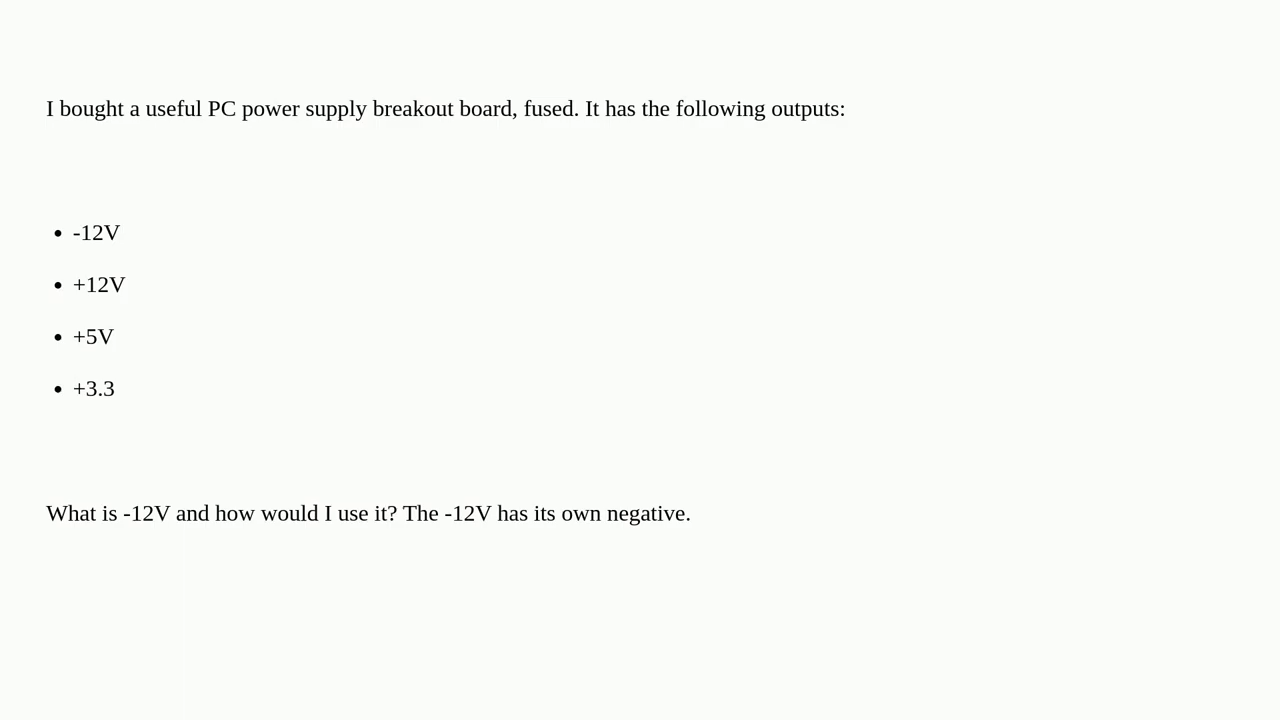 I bought a useful PC power supply breakout board, fused. It has the following outputs:
• -12V
• +12V
• +5V
• +3.3
What is -12V and how would I use it? The -12V has its own negative.